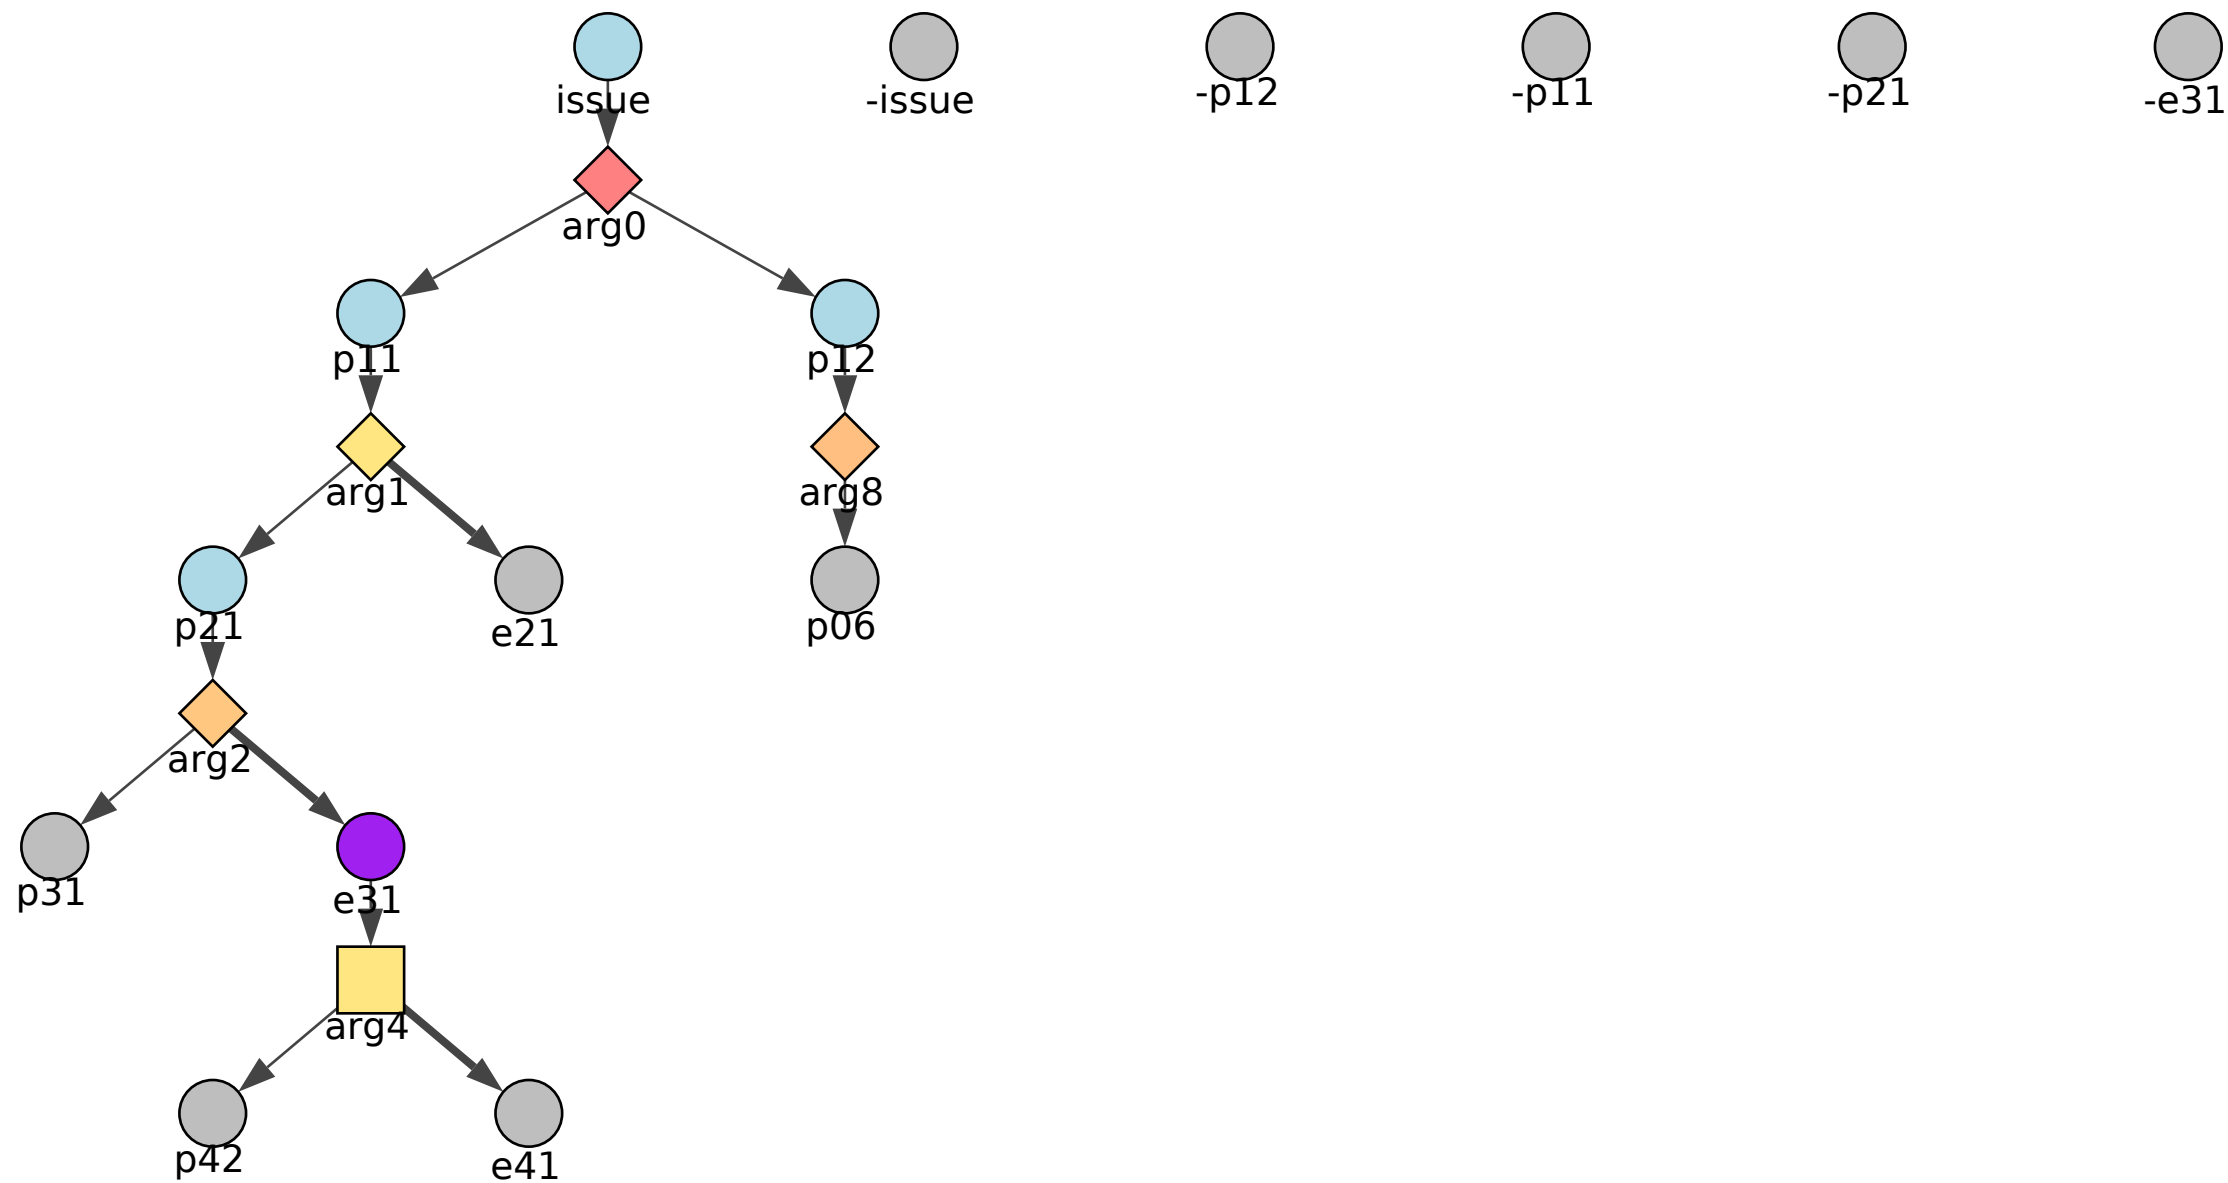 issue
-issue
-p12
-p11
-p21
-e31
arg0
p11
p12
arg1
arg8
p21
e21
p06
arg2
p31
e31
arg4
p42
e41